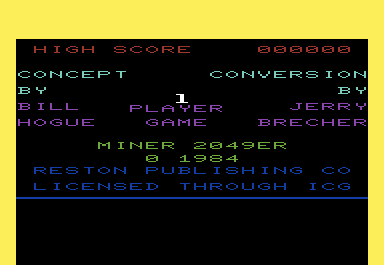 HIGH SCORE 000000
CONCEPT CONVERSION
BY BY
1
BILL PLAYER JERRY
HOGUE GAME BRECHER
MINER 2049ER
0 1984
RESTON PUBLISHING CO
LICENSED THROUGH ICG